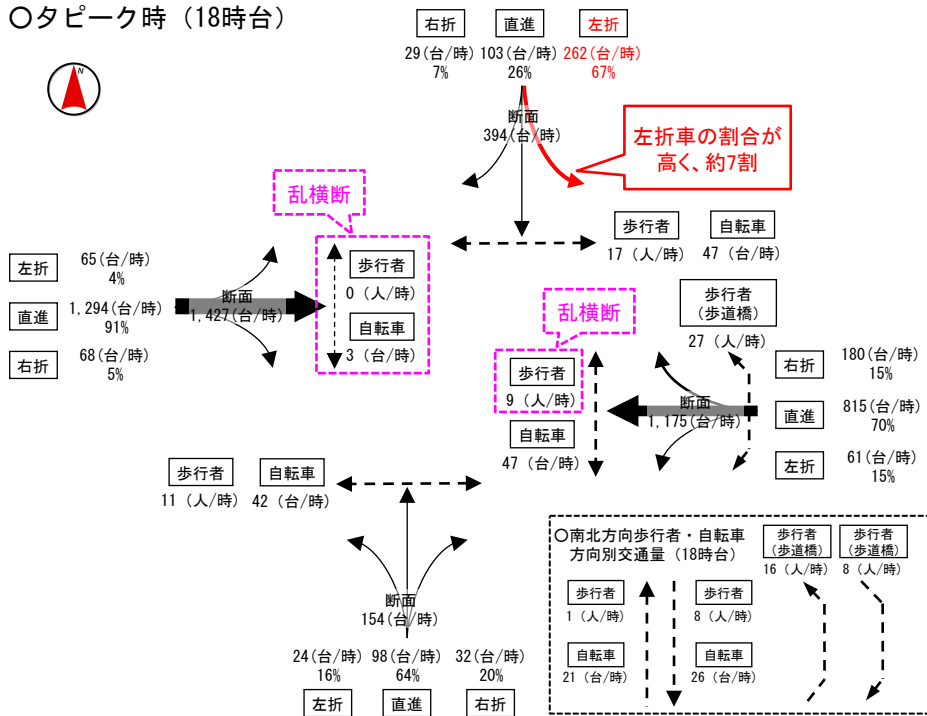 ○夕ピーク時（18時台）
N
右折 直進 左折
29(台/時) 103(台/時) 262(台/時)
7% 26% 67%
断面
394(台/時)
左折車の割合が
高く、約7割
乱横断
歩行者 自転車
17（人/時） 47（台/時）
左折 65(台/時)
4%
直進 1,294(台/時)
91%
右折 68(台/時)
5%
断面
1,427(台/時)
歩行者
0（人/時）
自転車
3（台/時）
乱横断
歩行者
9（人/時）
自転車
47（台/時）
歩行者
（歩道橋）
27（人/時）
断面
1,175(台/時)
右折 180(台/時)
15%
直進 815(台/時)
70%
左折 61(台/時)
15%
歩行者 自転車
11（人/時） 42（台/時）
断面
154(台/時)
24(台/時) 98(台/時) 32(台/時)
16% 64% 20%
左折 直進 右折
○南北方向歩行者・自転車
方向別交通量（18時台）
歩行者
1（人/時）
自転車
21（台/時）
歩行者
8（人/時）
自転車
26（台/時）
歩行者
（歩道橋）
16（人/時）
歩行者
（歩道橋）
8（人/時）